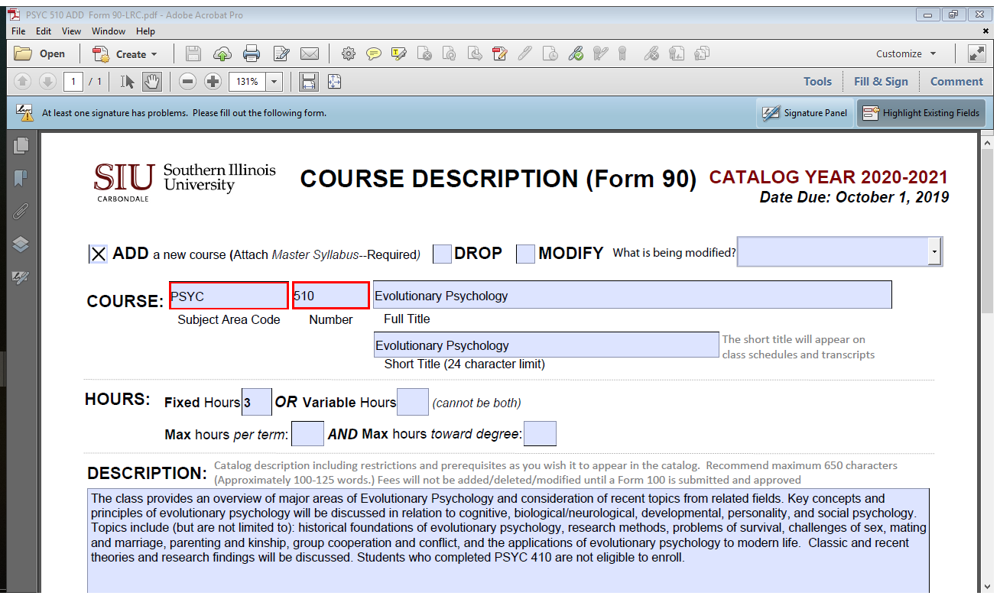 PSYC 510 ADD  Form 90-LRC.pdf - Adobe Acrobat Pro
File Edit View Window Help
Open Create Customize
1 / 1 131% Tools Fill & Sign Comment
At least one signature has problems.  Please fill out the following form. Signature Panel Highlight Existing Fields
SIU Southern Illinois
University
CARBONDALE
COURSE DESCRIPTION (Form 90) CATALOG YEAR 2020-2021
Date Due: October 1, 2019
ADD a new course (Attach Master Syllabus--Required) DROP MODIFY What is being modified?
COURSE: PSYC 510 Evolutionary Psychology
Subject Area Code Number Full Title
Evolutionary Psychology
The short title will appear on
class schedules and transcripts
Short Title (24 character limit)
HOURS: Fixed Hours 3 OR Variable Hours (cannot be both)
Max hours per term: AND Max hours toward degree:
DESCRIPTION: Catalog description including restrictions and prerequisites as you wish it to appear in the catalog.  Recommend maximum 650 characters
(Approximately 100-125 words.) Fees will not be added/deleted/modified until a Form 100 is submitted and approved
The class provides an overview of major areas of Evolutionary Psychology and consideration of recent topics from related fields. Key concepts and
principles of evolutionary psychology will be discussed in relation to cognitive, biological/neurological, developmental, personality, and social psychology.
Topics include (but are not limited to): historical foundations of evolutionary psychology, research methods, problems of survival, challenges of sex, mating
and marriage, parenting and kinship, group cooperation and conflict, and the applications of evolutionary psychology to modern life.  Classic and recent
theories and research findings will be discussed. Students who completed PSYC 410 are not eligible to enroll.